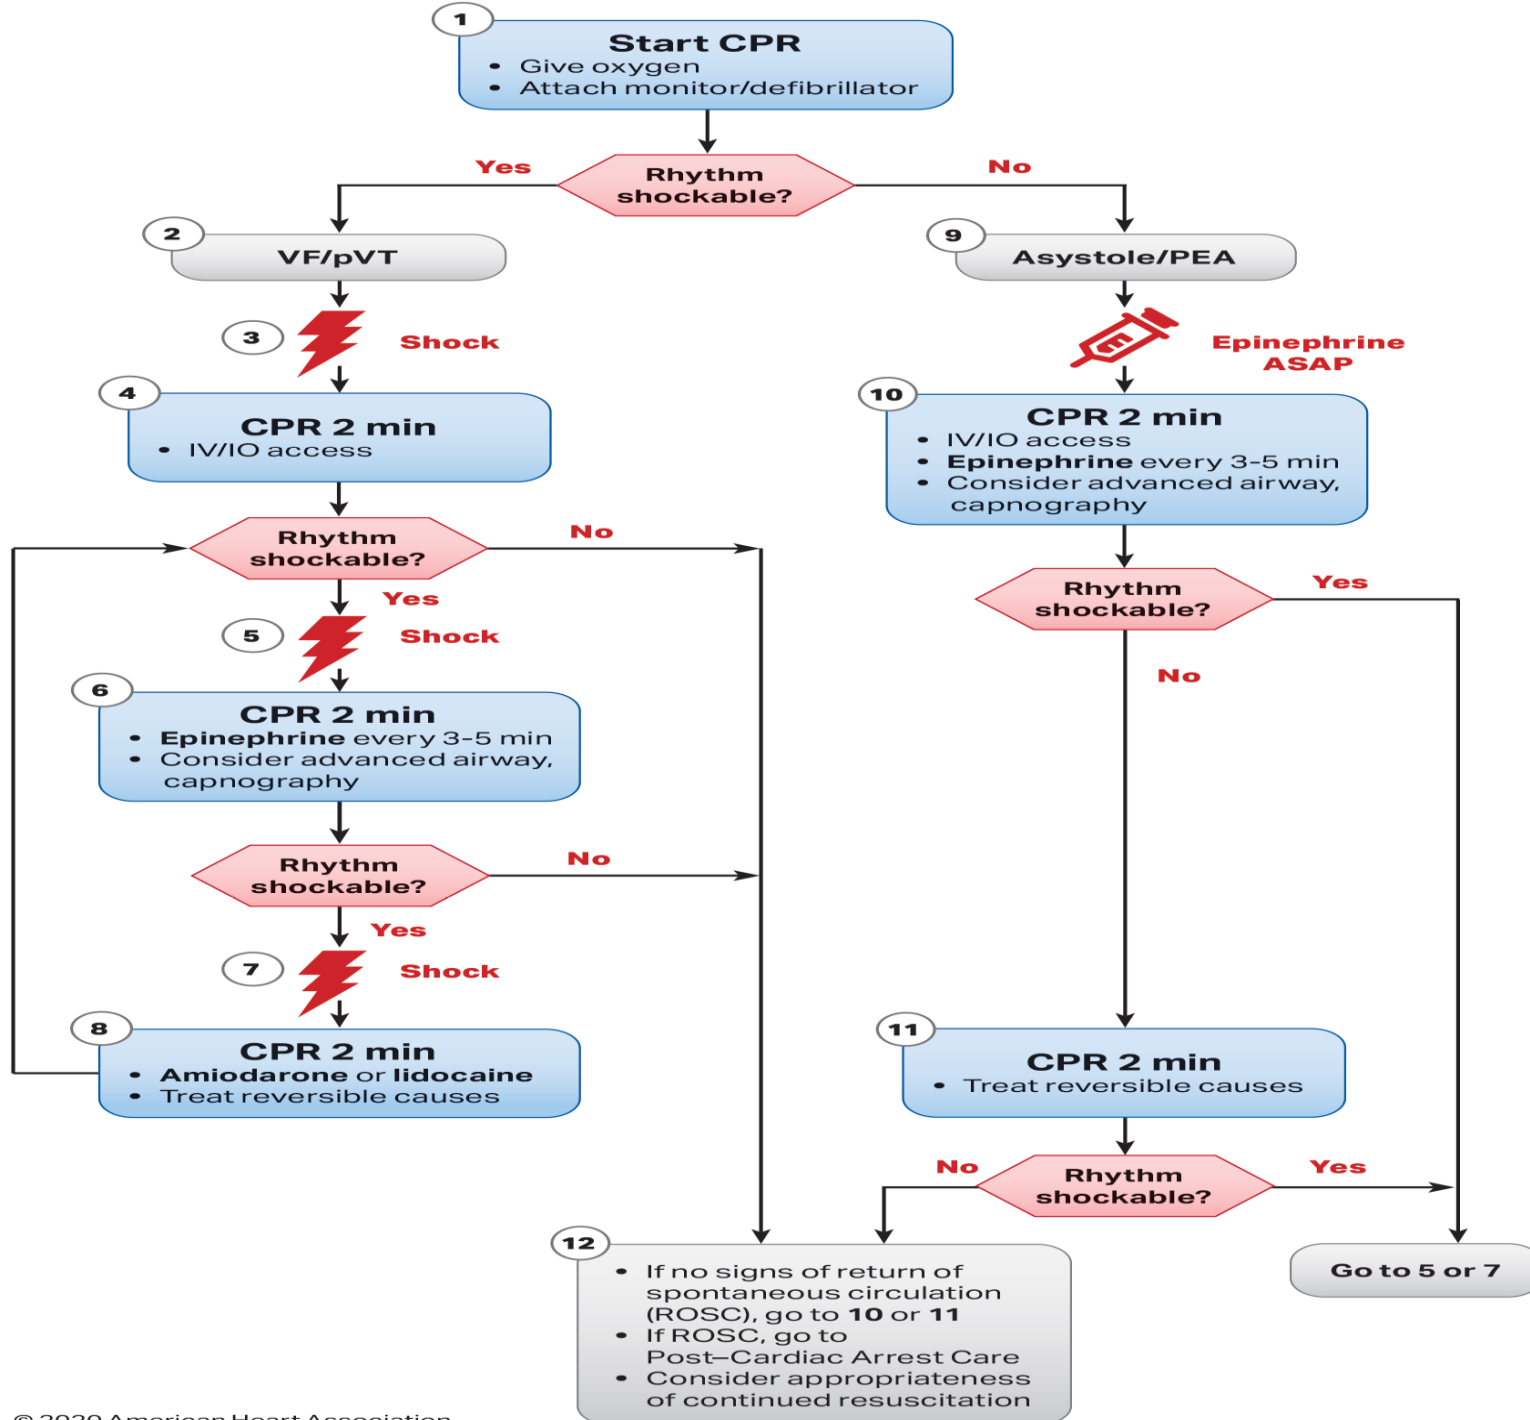 1
Start CPR
• Give oxygen
• Attach monitor/defibrillator
Rhythm
shockable?
Yes
No
2
VF/pVT
3
Shock
4
CPR 2 min
• IV/IO access
Rhythm
shockable?
No
Yes
5
Shock
6
CPR 2 min
• Epinephrine every 3-5 min
• Consider advanced airway,
capnography
Rhythm
shockable?
No
Yes
7
Shock
8
CPR 2 min
• Amiodarone or lidocaine
• Treat reversible causes
9
Asystole/PEA
E
Epinephrine
ASAP
10
CPR 2 min
• IV/IO access
• Epinephrine every 3-5 min
• Consider advanced airway,
capnography
Rhythm
shockable?
Yes
No
11
CPR 2 min
• Treat reversible causes
Rhythm
shockable?
No
Yes
12
• If no signs of return of
spontaneous circulation
(ROSC), go to 10 or 11
• If ROSC, go to
Post–Cardiac Arrest Care
• Consider appropriateness
of continued resuscitation
Go to 5 or 7
© 2020 American Heart Association